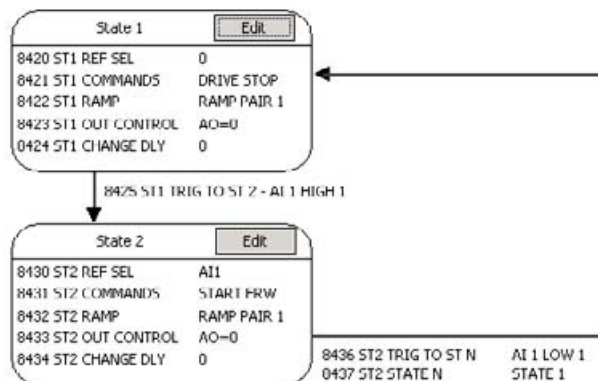 State 1 Edit
8420 ST1 REF SEL 0
8421 ST1 COMMANDS DRIVE STOP
8422 ST1 RAMP RAMP PAIR 1
8423 ST1 OUT CONTROL AO=0
8424 ST1 CHANGE DLY 0
8425 ST1 TRIG TO ST 2 - AI 1 HIGH 1
State 2 Edit
8430 ST2 REF SEL AI1
8431 ST2 COMMANDS START FRW
8432 ST2 RAMP RAMP PAIR 1
8433 ST2 OUT CONTROL AO=0
8434 ST2 CHANGE DLY 0
8436 ST2 TRIG TO ST N AI 1 LOW 1
8437 ST2 STATE N STATE 1